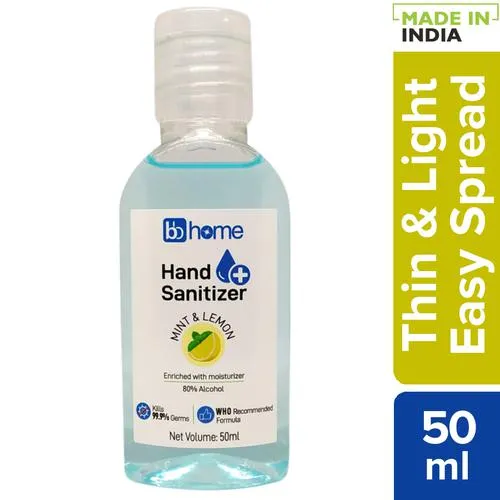 MADE IN
INDIA
bb home
Hand
Sanitizer
MINT & LEMON
Enriched with moisturizer
80% Alcohol
Kills
99.9% Germs
WHO Recommended
Formula
Net Volume: 50ml
Thin & Light
Easy Spread
50
ml